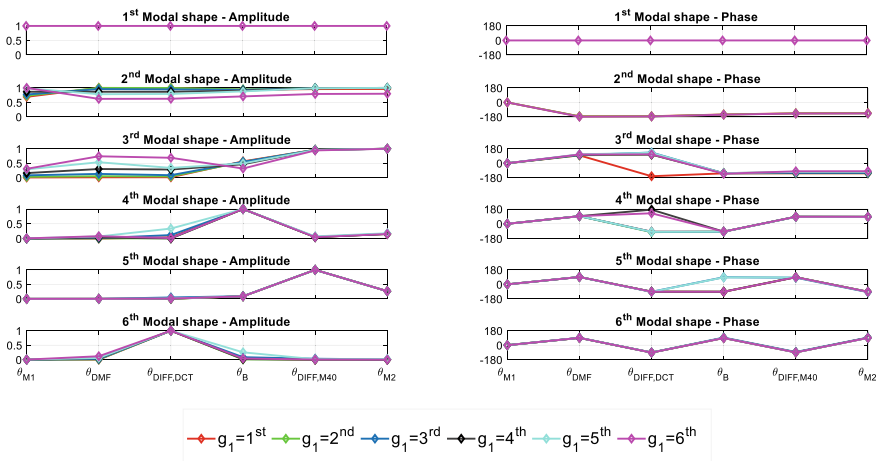 1st Modal shape - Amplitude
1
0.5
0
2nd Modal shape - Amplitude
1
0.5
0
3rd Modal shape - Amplitude
1
0.5
0
4th Modal shape - Amplitude
1
0.5
0
5th Modal shape - Amplitude
1
0.5
0
6th Modal shape - Amplitude
1
0.5
0
θM1 θDMF θDIFF,DCT θB θDIFF,M40 θM2
1st Modal shape - Phase
180
0
-180
2nd Modal shape - Phase
180
0
-180
3rd Modal shape - Phase
180
0
-180
4th Modal shape - Phase
180
0
-180
5th Modal shape - Phase
180
0
-180
6th Modal shape - Phase
180
0
-180
θM1 θDMF θDIFF,DCT θB θDIFF,M40 θM2
g1=1st g1=2nd g1=3rd g1=4th g1=5th g1=6th